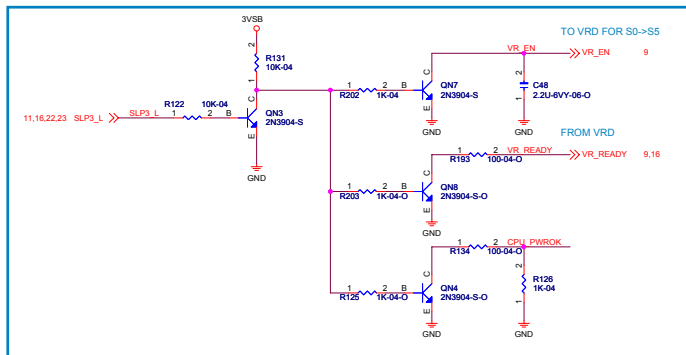 3VSB
TO VRD FOR S0->S5
2
R131
10K-04
1
C
VR_EN
VR_EN 9
R122 10K-04
1 2 B
QN3
2N3904-S
E
GND
11,16,22,23 SLP3_L
SLP3_L
1 2 B
R202 1K-04
QN7
2N3904-S
E
GND
2
C48
2.2U-6VY-06-O
1
GND
FROM VRD
C
1 2
R193 100-04-O
VR_READY
VR_READY 9,16
1 2 B
R203 1K-04-O
QN8
2N3904-S-O
E
GND
C
1 2
R134 100-04-O
CPU_PWROK
1 2 B
R125 1K-04-O
QN4
2N3904-S-O
E
GND
2
R126
1K-04
1
GND